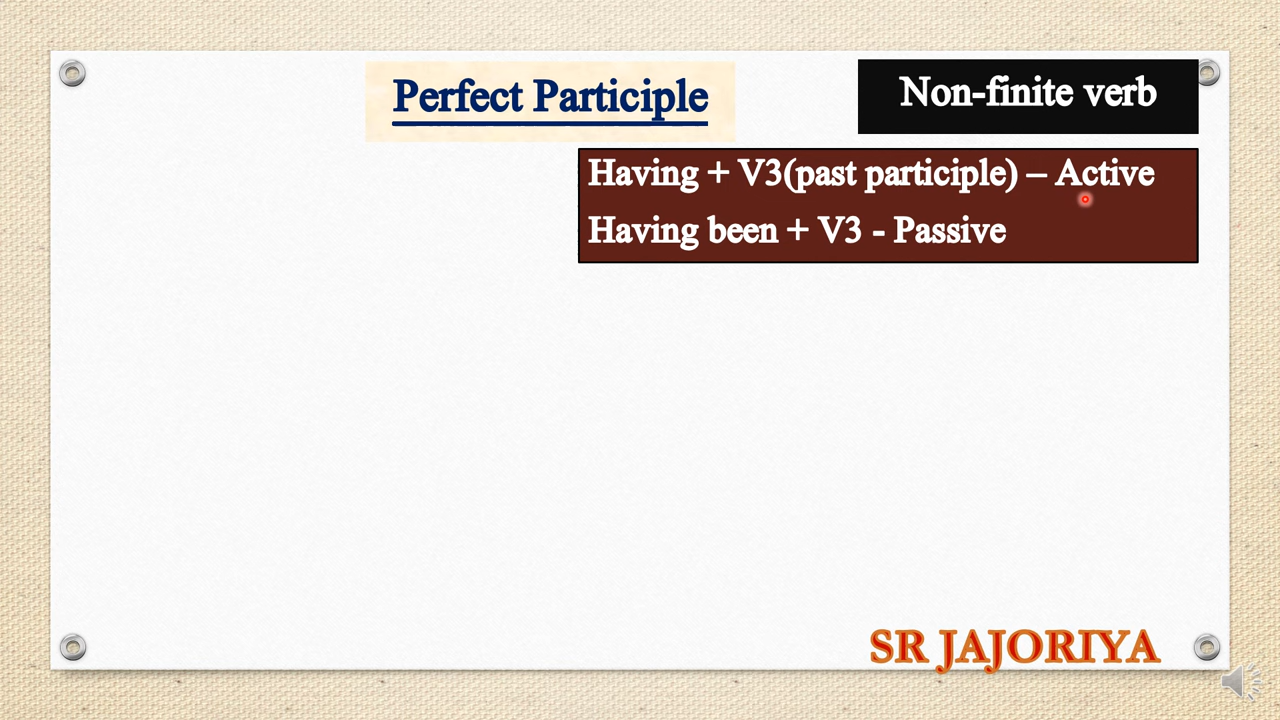 Perfect Participle
Non-finite verb
Having + V3(past participle) – Active
Having been + V3 - Passive
SR JAJORIYA